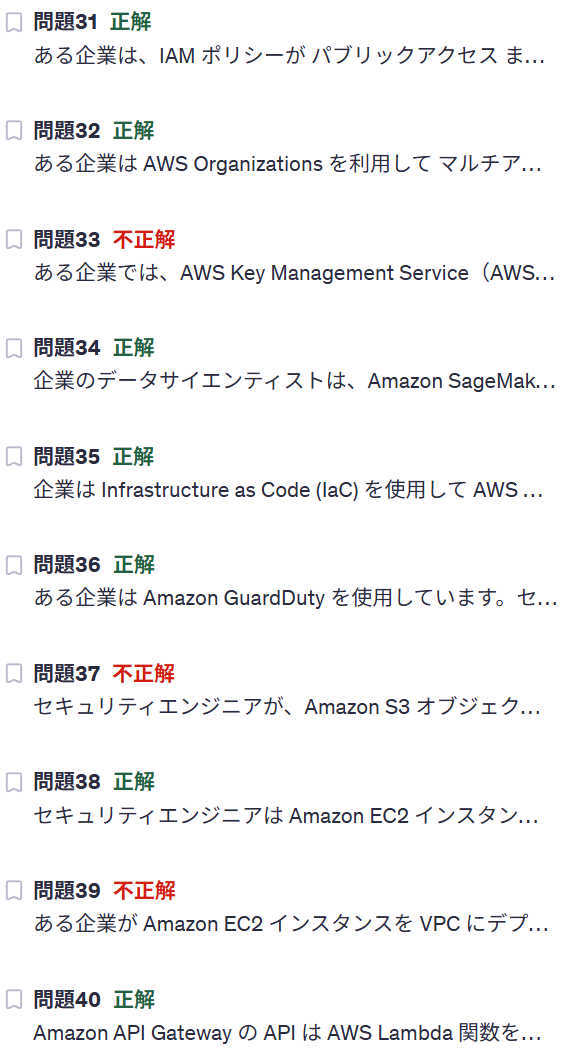 問題31 正解
ある企業は、IAM ポリシーが パブリックアクセス ま...
問題32 正解
ある企業は AWS Organizations を利用して マルチア...
問題33 不正解
ある企業では、AWS Key Management Service（AWS...
問題34 正解
企業のデータサイエンティストは、Amazon SageMak...
問題35 正解
企業は Infrastructure as Code (IaC) を使用して AWS ...
問題36 正解
ある企業は Amazon GuardDuty を使用しています。セ...
問題37 不正解
セキュリティエンジニアが、Amazon S3 オブジェク...
問題38 正解
セキュリティエンジニアは Amazon EC2 インスタン...
問題39 不正解
ある企業が Amazon EC2 インスタンスを VPC にデプ...
問題40 正解
Amazon API Gateway の API は AWS Lambda 関数を...